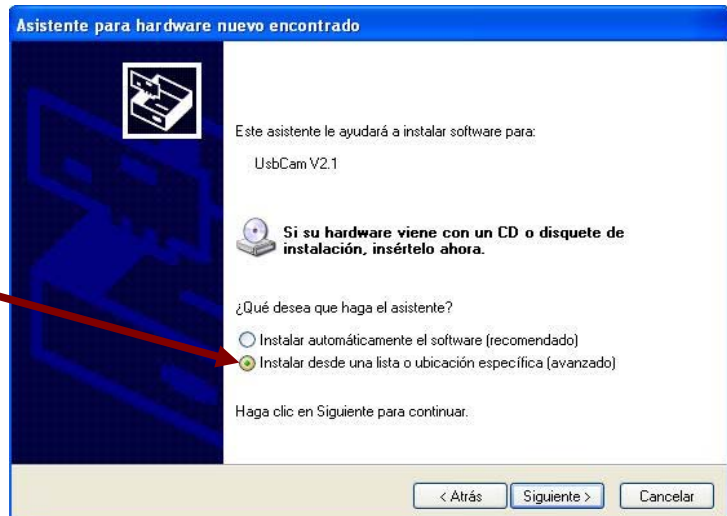 Asistente para hardware nuevo encontrado
Este asistente le ayudará a instalar software para:
UsbCam V2.1
Si su hardware viene con un CD o disquete de
instalación, insértelo ahora.
¿Qué desea que haga el asistente?
Instalar automáticamente el software (recomendado)
Instalar desde una lista o ubicación específica (avanzado)
Haga clic en Siguiente para continuar.
< Atrás
Siguiente >
Cancelar